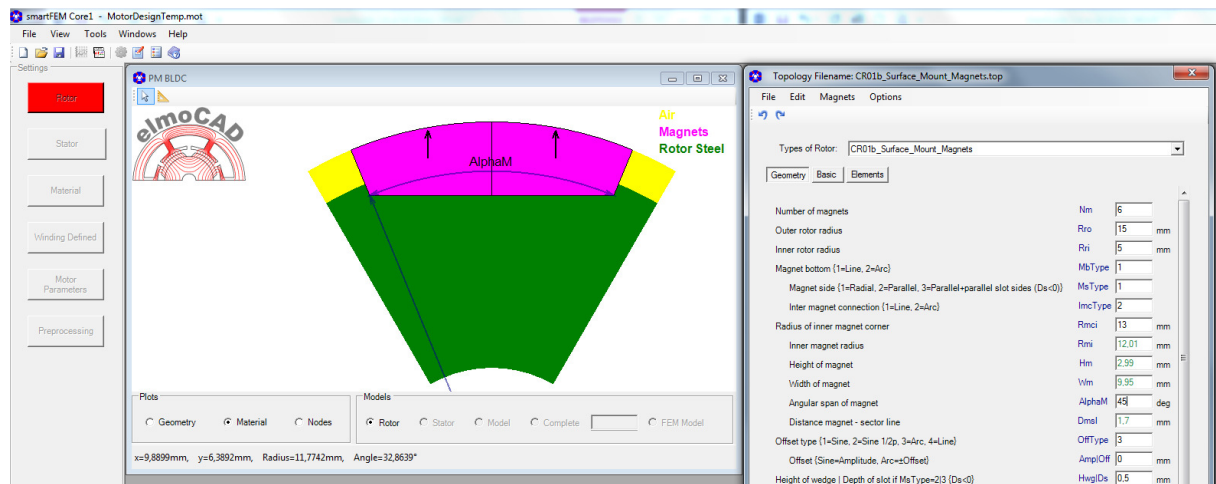 smartFEM Core1 - MotorDesignTemp.mot
File View Tools Windows Help
Settings
Rotor
Stator
Material
Winding Defined
Motor Parameters
Preprocessing
PM BLDC
elmoCAD
Air
Magnets
Rotor Steel
AlphaM
Plots
Geometry Material Nodes
Models
Rotor Stator Model Complete FEM Model
x=9,8899mm, y=6,3892mm, Radius=11,7742mm, Angle=32,8639°
Topology Filename: CR01b_Surface_Mount_Magnets.top
File Edit Magnets Options
Types of Rotor: CR01b_Surface_Mount_Magnets
Geometry Basic Elements
Number of magnets Nm 6
Outer rotor radius Rro 15 mm
Inner rotor radius Rri 5 mm
Magnet bottom {1=Line, 2=Arc} MbType 1
Magnet side {1=Radial, 2=Parallel, 3=Parallel+parallel slot sides (Ds<0)} MsType 1
Inter magnet connection {1=Line, 2=Arc} ImcType 2
Radius of inner magnet corner Rmci 13 mm
Inner magnet radius Rmi 12,01 mm
Height of magnet Hm 2,99 mm
Width of magnet Wm 9,95 mm
Angular span of magnet AlphaM 45 deg
Distance magnet - sector line Dmsl 1,7 mm
Offset type {1=Sine, 2=Sine 1/2p, 3=Arc, 4=Line} OffType 3
Offset {Sine=Amplitude, Arc=±Offset} Amp|Off 0 mm
Height of wedge | Depth of slot if MsType=2|3 {Ds<0} Hwg|Ds 0,5 mm